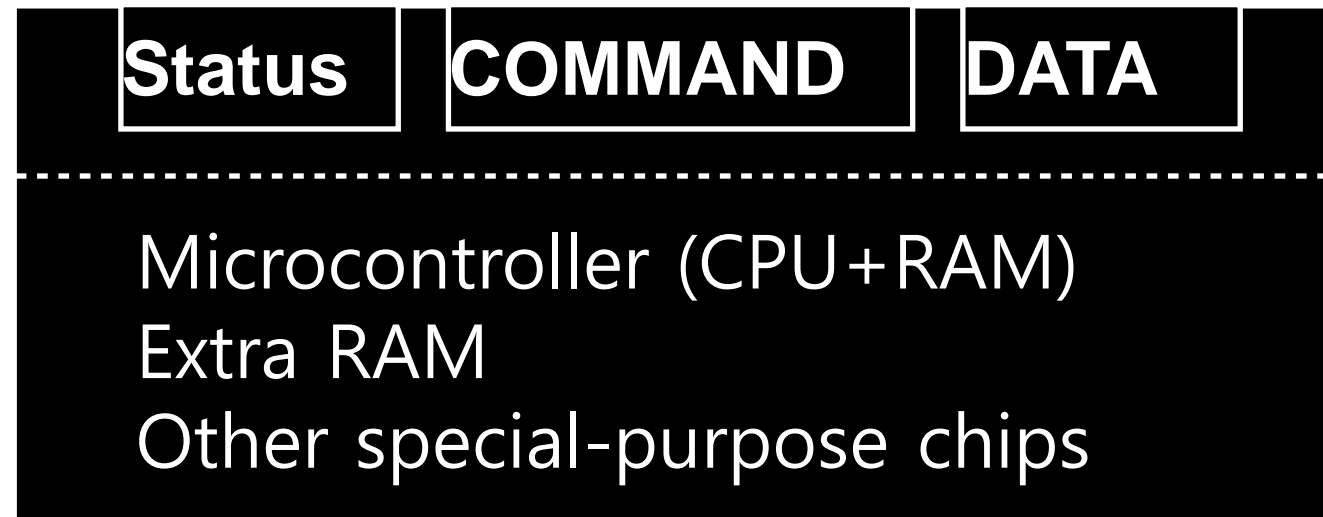 Status COMMAND DATA
Microcontroller (CPU+RAM)
Extra RAM
Other special-purpose chips